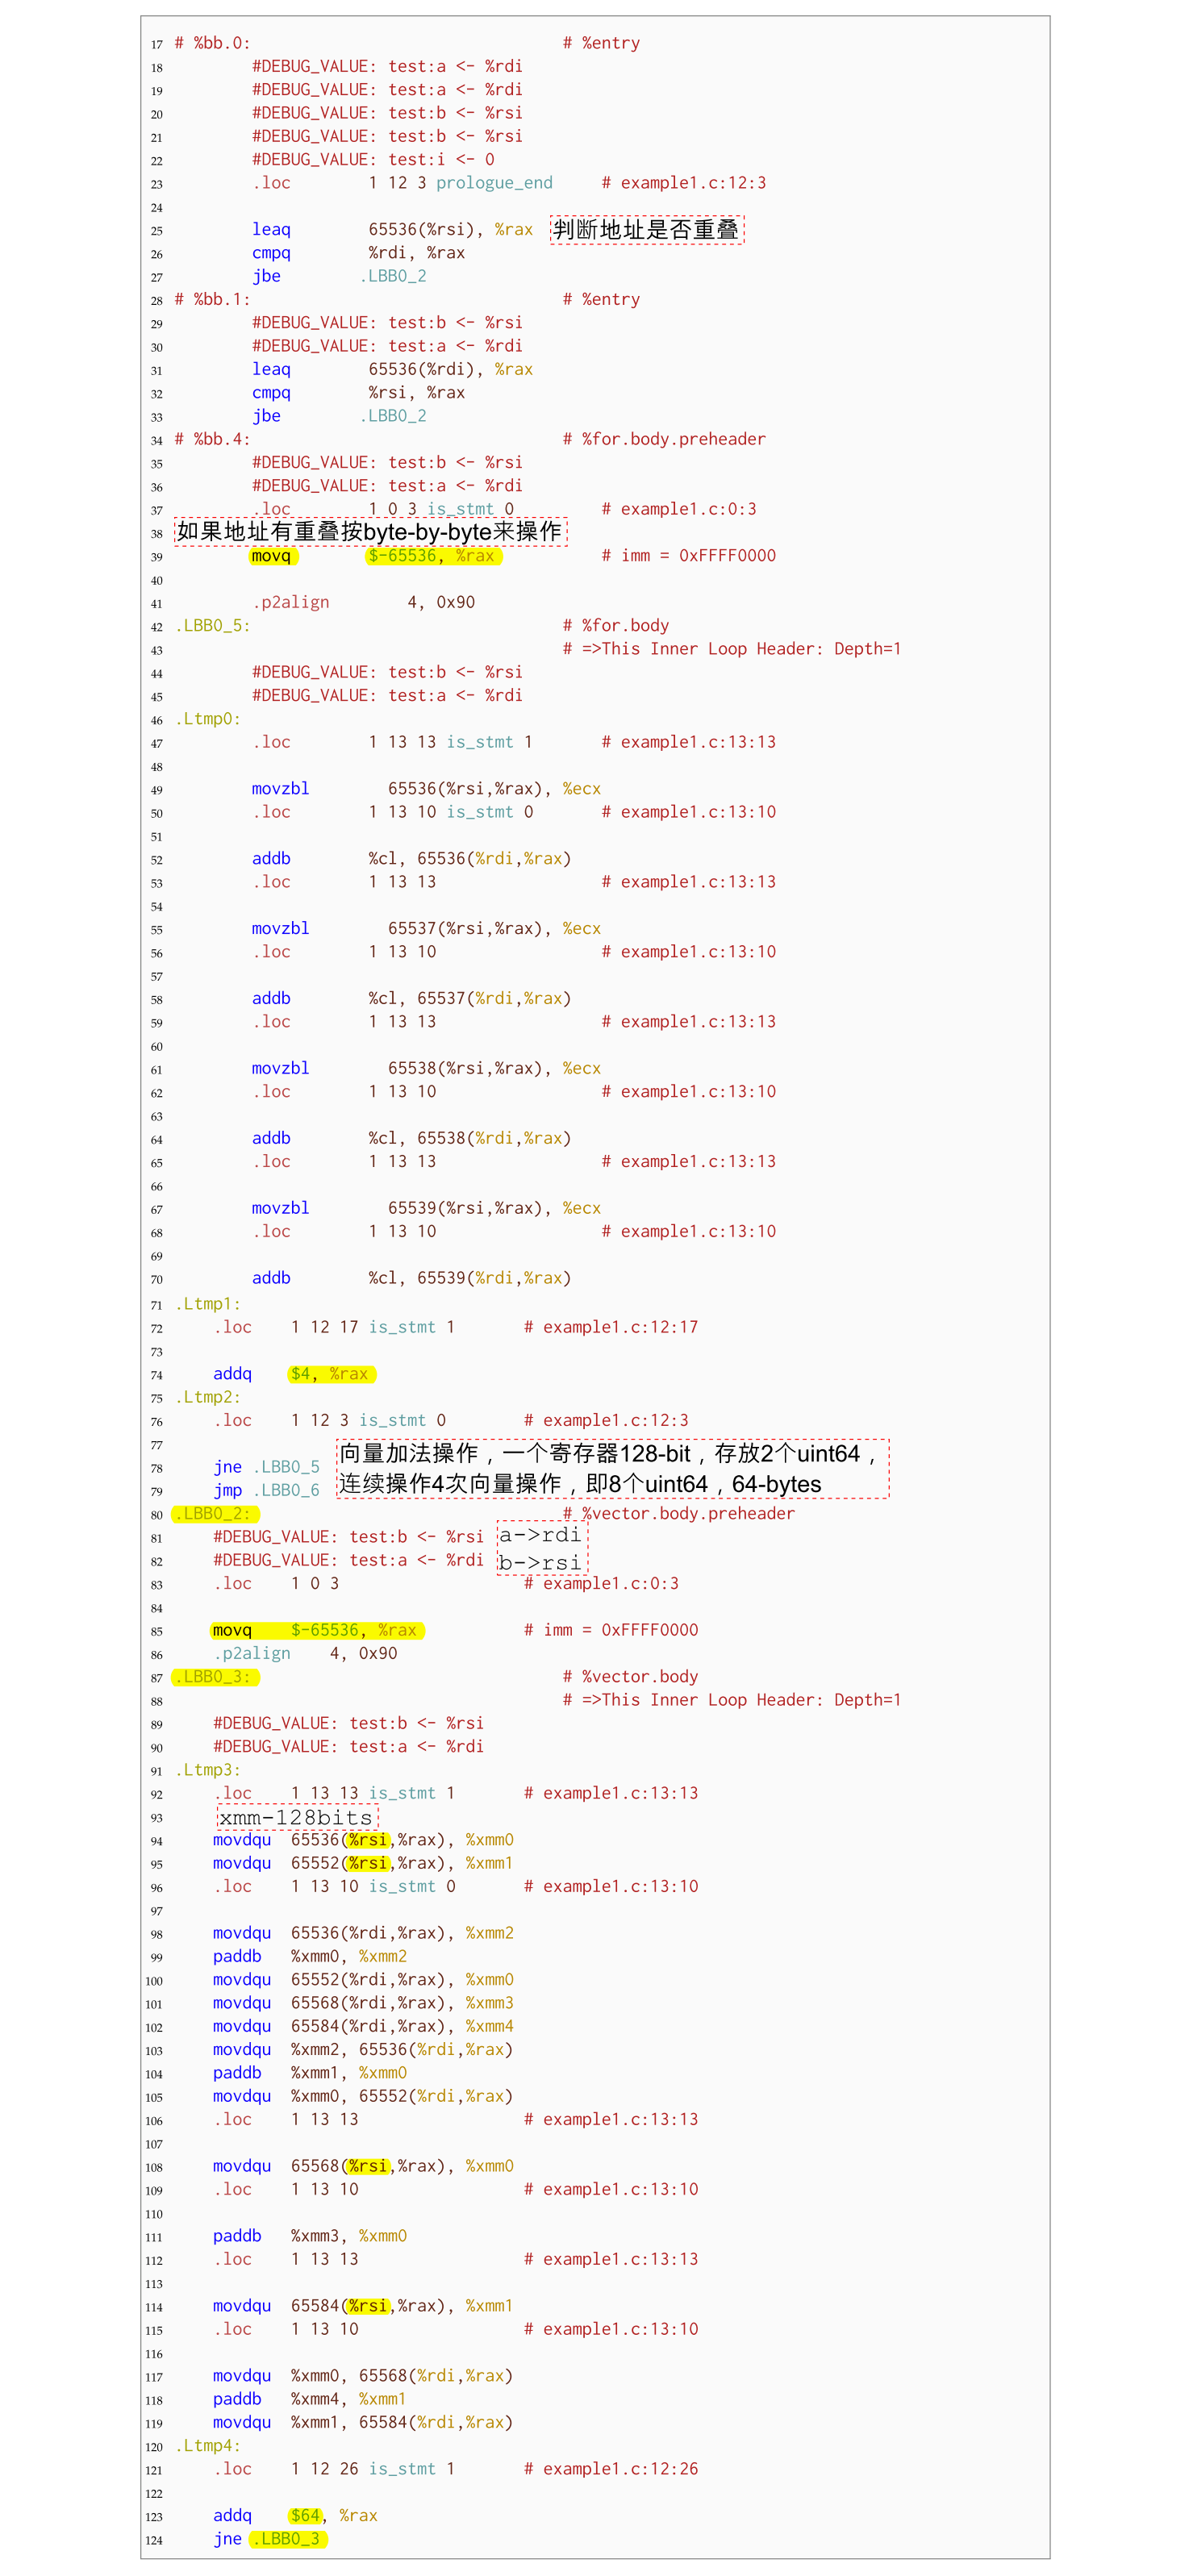 17 # %bb.0:                                # %entry
18         #DEBUG_VALUE: test:a <- %rdi
19         #DEBUG_VALUE: test:a <- %rdi
20         #DEBUG_VALUE: test:b <- %rsi
21         #DEBUG_VALUE: test:b <- %rsi
22         #DEBUG_VALUE: test:i <- 0
23         .loc        1 12 3 prologue_end     # example1.c:12:3
24
25         leaq        65536(%rsi), %rax  判断地址是否重叠
26         cmpq        %rdi, %rax
27         jbe        .LBB0_2
28 # %bb.1:                                # %entry
29         #DEBUG_VALUE: test:b <- %rsi
30         #DEBUG_VALUE: test:a <- %rdi
31         leaq        65536(%rdi), %rax
32         cmpq        %rsi, %rax
33         jbe        .LBB0_2
34 # %bb.4:                                # %for.body.preheader
35         #DEBUG_VALUE: test:b <- %rsi
36         #DEBUG_VALUE: test:a <- %rdi
37         .loc        1 0 3 is_stmt 0         # example1.c:0:3
38 如果地址有重叠按byte-by-byte来操作
39         movq        $-65536, %rax           # imm = 0xFFFF0000
40
41         .p2align        4, 0x90
42 .LBB0_5:                                # %for.body
43                                         # =>This Inner Loop Header: Depth=1
44         #DEBUG_VALUE: test:b <- %rsi
45         #DEBUG_VALUE: test:a <- %rdi
46 .Ltmp0:
47         .loc        1 13 13 is_stmt 1       # example1.c:13:13
48
49         movzbl        65536(%rsi,%rax), %ecx
50         .loc        1 13 10 is_stmt 0       # example1.c:13:10
51
52         addb        %cl, 65536(%rdi,%rax)
53         .loc        1 13 13                 # example1.c:13:13
54
55         movzbl        65537(%rsi,%rax), %ecx
56         .loc        1 13 10                 # example1.c:13:10
57
58         addb        %cl, 65537(%rdi,%rax)
59         .loc        1 13 13                 # example1.c:13:13
60
61         movzbl        65538(%rsi,%rax), %ecx
62         .loc        1 13 10                 # example1.c:13:10
63
64         addb        %cl, 65538(%rdi,%rax)
65         .loc        1 13 13                 # example1.c:13:13
66
67         movzbl        65539(%rsi,%rax), %ecx
68         .loc        1 13 10                 # example1.c:13:10
69
70         addb        %cl, 65539(%rdi,%rax)
71 .Ltmp1:
72     .loc    1 12 17 is_stmt 1       # example1.c:12:17
73
74     addq    $4, %rax
75 .Ltmp2:
76     .loc    1 12 3 is_stmt 0        # example1.c:12:3
77
向量加法操作，一个寄存器128-bit，存放2个uint64，
78     jne .LBB0_5
79     jmp .LBB0_6  连续操作4次向量操作，即8个uint64，64-bytes
80 .LBB0_2:                                # %vector.body.preheader
81     #DEBUG_VALUE: test:b <- %rsi  a->rdi
82     #DEBUG_VALUE: test:a <- %rdi  b->rsi
83     .loc    1 0 3                   # example1.c:0:3
84
85     movq    $-65536, %rax           # imm = 0xFFFF0000
86     .p2align    4, 0x90
87 .LBB0_3:                                # %vector.body
88                                         # =>This Inner Loop Header: Depth=1
89     #DEBUG_VALUE: test:b <- %rsi
90     #DEBUG_VALUE: test:a <- %rdi
91 .Ltmp3:
92     .loc    1 13 13 is_stmt 1       # example1.c:13:13
93     xmm-128bits
94     movdqu  65536(%rsi,%rax), %xmm0
95     movdqu  65552(%rsi,%rax), %xmm1
96     .loc    1 13 10 is_stmt 0       # example1.c:13:10
97
98     movdqu  65536(%rdi,%rax), %xmm2
99     paddb   %xmm0, %xmm2
100     movdqu  65552(%rdi,%rax), %xmm0
101     movdqu  65568(%rdi,%rax), %xmm3
102     movdqu  65584(%rdi,%rax), %xmm4
103     movdqu  %xmm2, 65536(%rdi,%rax)
104     paddb   %xmm1, %xmm0
105     movdqu  %xmm0, 65552(%rdi,%rax)
106     .loc    1 13 13                 # example1.c:13:13
107
108     movdqu  65568(%rsi,%rax), %xmm0
109     .loc    1 13 10                 # example1.c:13:10
110
111     paddb   %xmm3, %xmm0
112     .loc    1 13 13                 # example1.c:13:13
113
114     movdqu  65584(%rsi,%rax), %xmm1
115     .loc    1 13 10                 # example1.c:13:10
116
117     movdqu  %xmm0, 65568(%rdi,%rax)
118     paddb   %xmm4, %xmm1
119     movdqu  %xmm1, 65584(%rdi,%rax)
120 .Ltmp4:
121     .loc    1 12 26 is_stmt 1       # example1.c:12:26
122
123     addq    $64, %rax
124     jne .LBB0_3